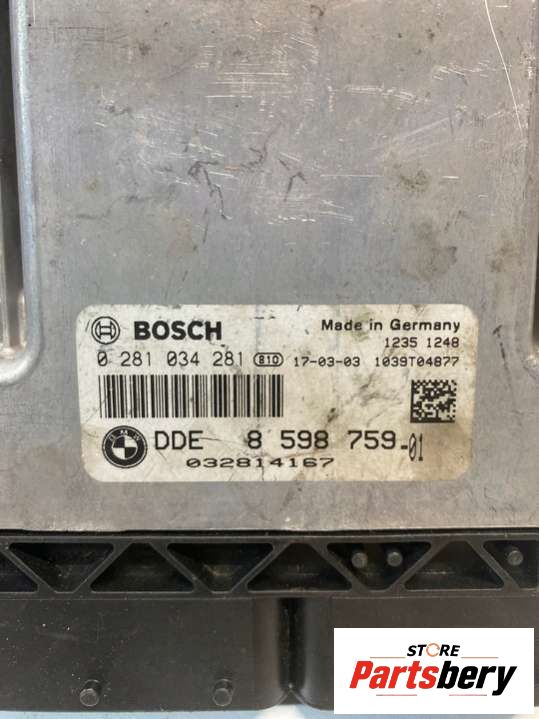 BOSCH
Made in Germany
1235 1248
0 281 034 281 810 17-03-03 1039T04877
BMW
DDE 8 598 759-01
032814167
STORE
Partsbery